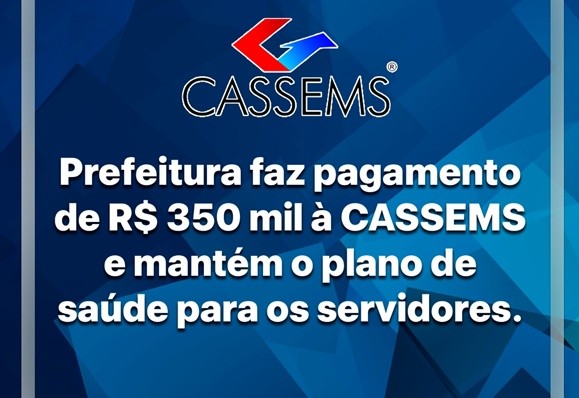 CASSEMS®
Prefeitura faz pagamento
de R$ 350 mil à CASSEMS
e mantém o plano de
saúde para os servidores.